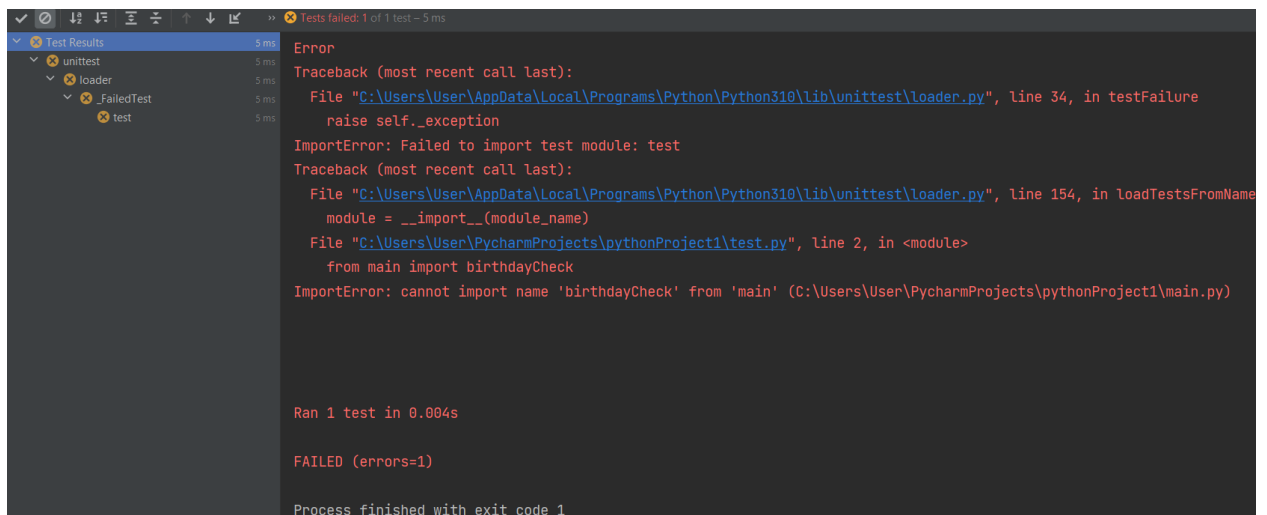 Tests failed: 1 of 1 test – 5 ms
Test Results 5 ms
unittest 5 ms
loader 5 ms
_FailedTest 5 ms
test 5 ms
Error
Traceback (most recent call last):
File "C:\Users\User\AppData\Local\Programs\Python\Python310\lib\unittest\loader.py", line 34, in testFailure
raise self._exception
ImportError: Failed to import test module: test
Traceback (most recent call last):
File "C:\Users\User\AppData\Local\Programs\Python\Python310\lib\unittest\loader.py", line 154, in loadTestsFromName
module = __import__(module_name)
File "C:\Users\User\PycharmProjects\pythonProject1\test.py", line 2, in <module>
from main import birthdayCheck
ImportError: cannot import name 'birthdayCheck' from 'main' (C:\Users\User\PycharmProjects\pythonProject1\main.py)
Ran 1 test in 0.004s
FAILED (errors=1)
Process finished with exit code 1